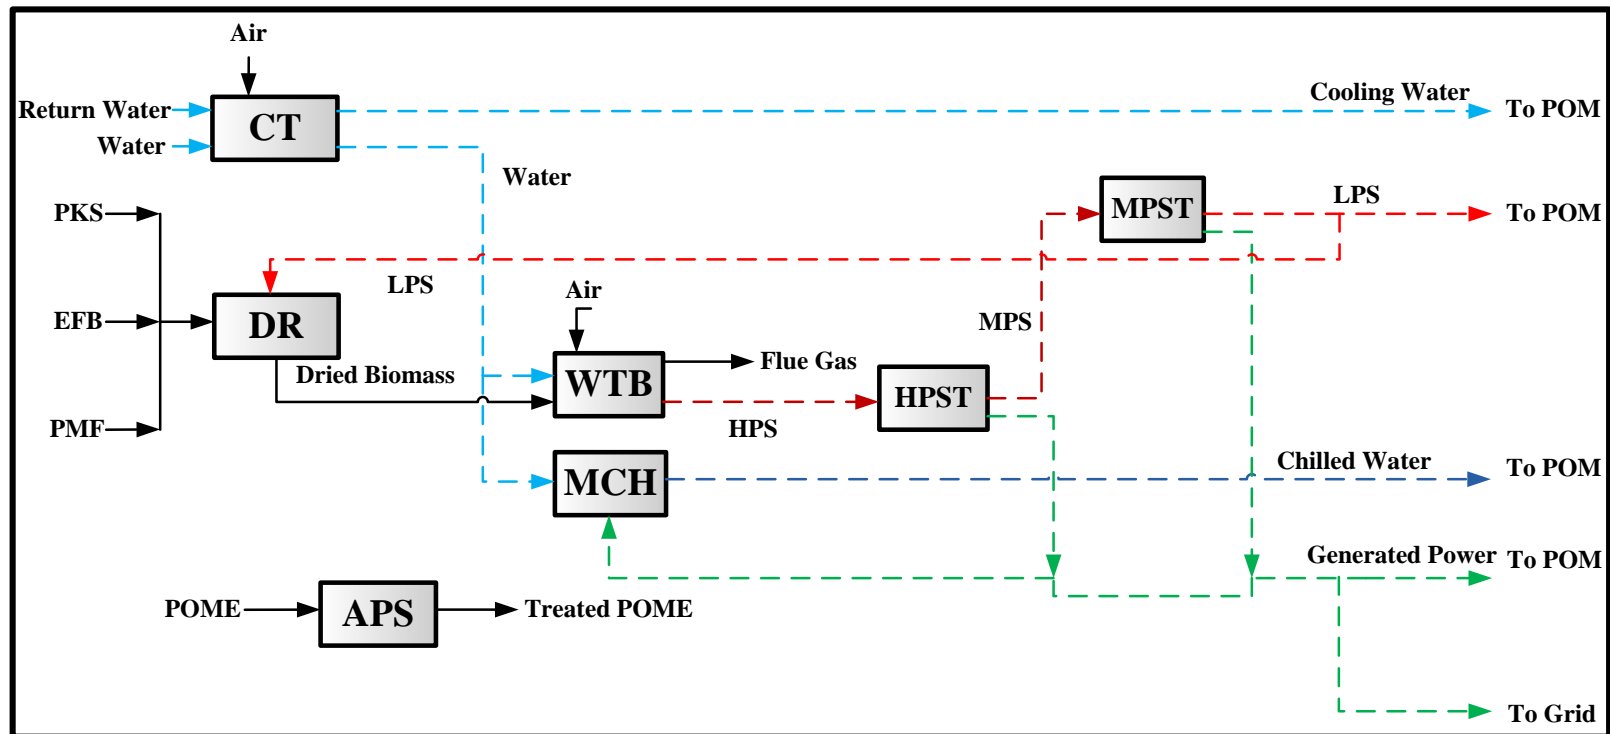 Air
Return Water
CT
Cooling Water
To POM
Water
Water
PKS
MPST
LPS
To POM
LPS
Air
MPS
EFB
DR
Dried Biomass
WTB
Flue Gas
HPST
PMF
HPS
MCH
Chilled Water
To POM
Generated Power
To POM
POME
APS
Treated POME
To Grid